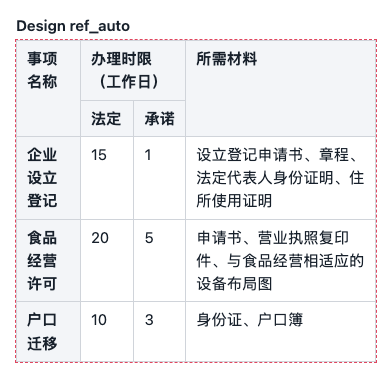 Design ref_auto
事项
名称
办理时限
（工作日）
所需材料
法定
承诺
企业
设立
登记
15
1
设立登记申请书、章程、
法定代表人身份证明、住
所使用证明
食品
经营
许可
20
5
申请书、营业执照复印
件、与食品经营相适应的
设备布局图
户口
迁移
10
3
身份证、户口簿